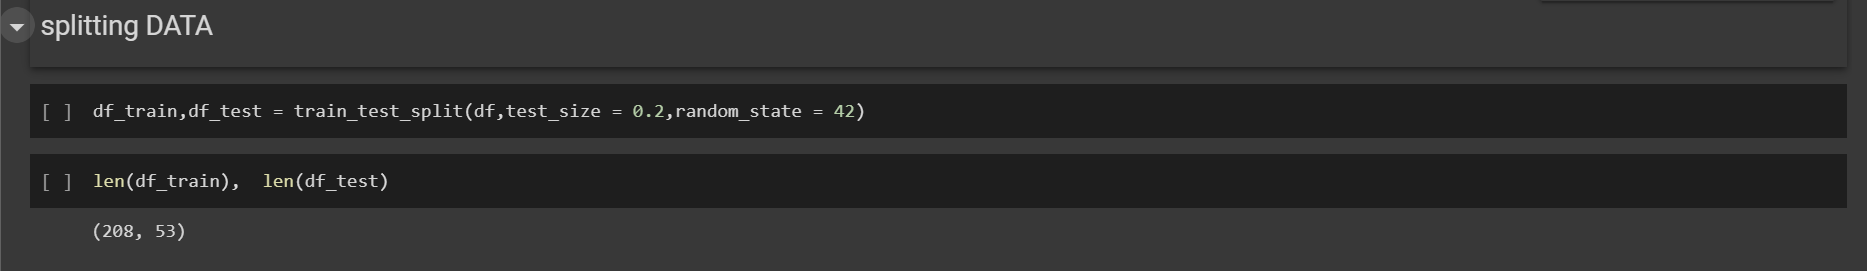 splitting DATA
[ ] df_train,df_test = train_test_split(df,test_size = 0.2,random_state = 42)
[ ] len(df_train),  len(df_test)
(208, 53)